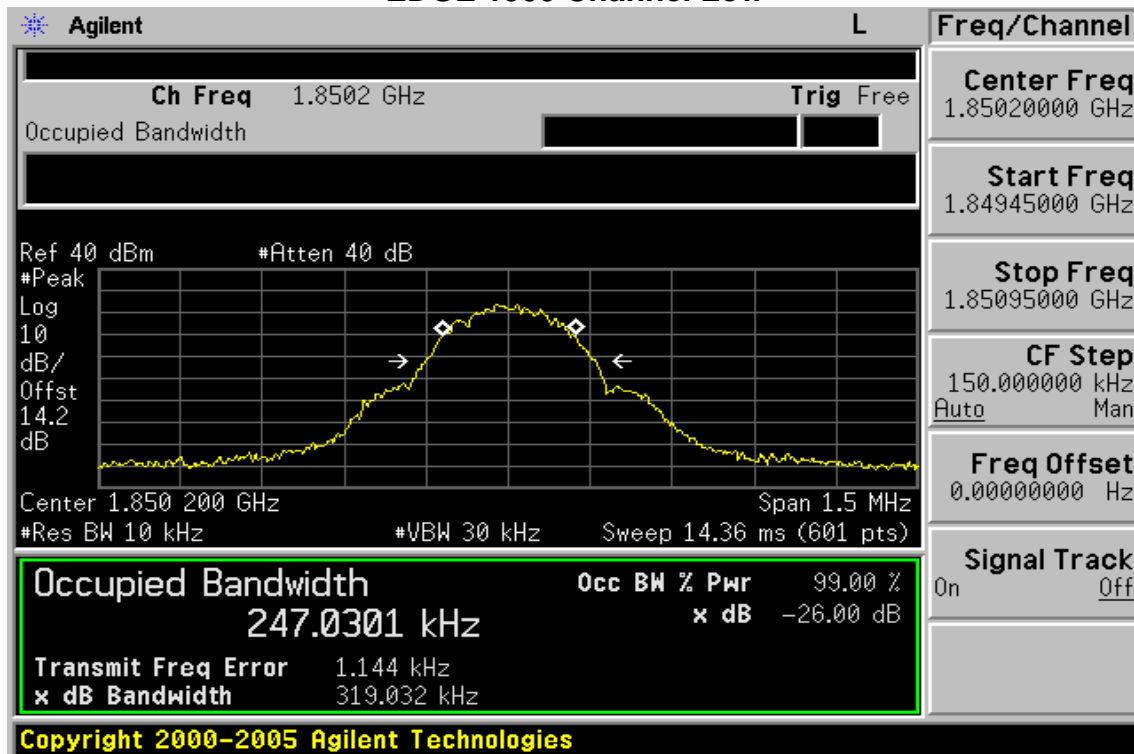 Agilent L Freq/Channel
Ch Freq 1.8502 GHz Trig Free
Occupied Bandwidth
Center Freq
1.85020000 GHz
Start Freq
1.84945000 GHz
Stop Freq
1.85095000 GHz
CF Step
150.000000 kHz
Auto Man
Freq Offset
0.00000000 Hz
Signal Track
On Off
Ref 40 dBm #Atten 40 dB
#Peak
Log
10
dB/
Offst
14.2
dB
Center 1.850 200 GHz Span 1.5 MHz
#Res BW 10 kHz #VBW 30 kHz Sweep 14.36 ms (601 pts)
Occupied Bandwidth Occ BW % Pwr 99.00 %
247.0301 kHz x dB -26.00 dB
Transmit Freq Error 1.144 kHz
x dB Bandwidth 319.032 kHz
Copyright 2000-2005 Agilent Technologies